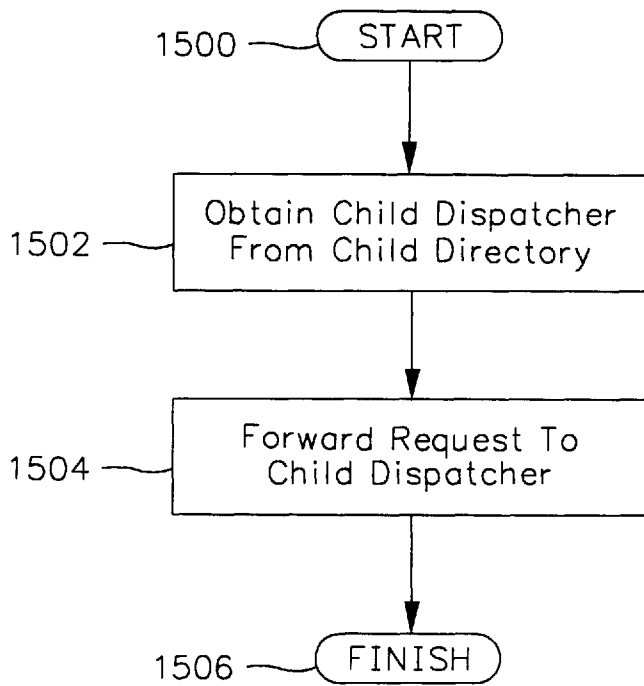 1500
START
1502
Obtain Child Dispatcher
From Child Directory
1504
Forward Request To
Child Dispatcher
1506
FINISH